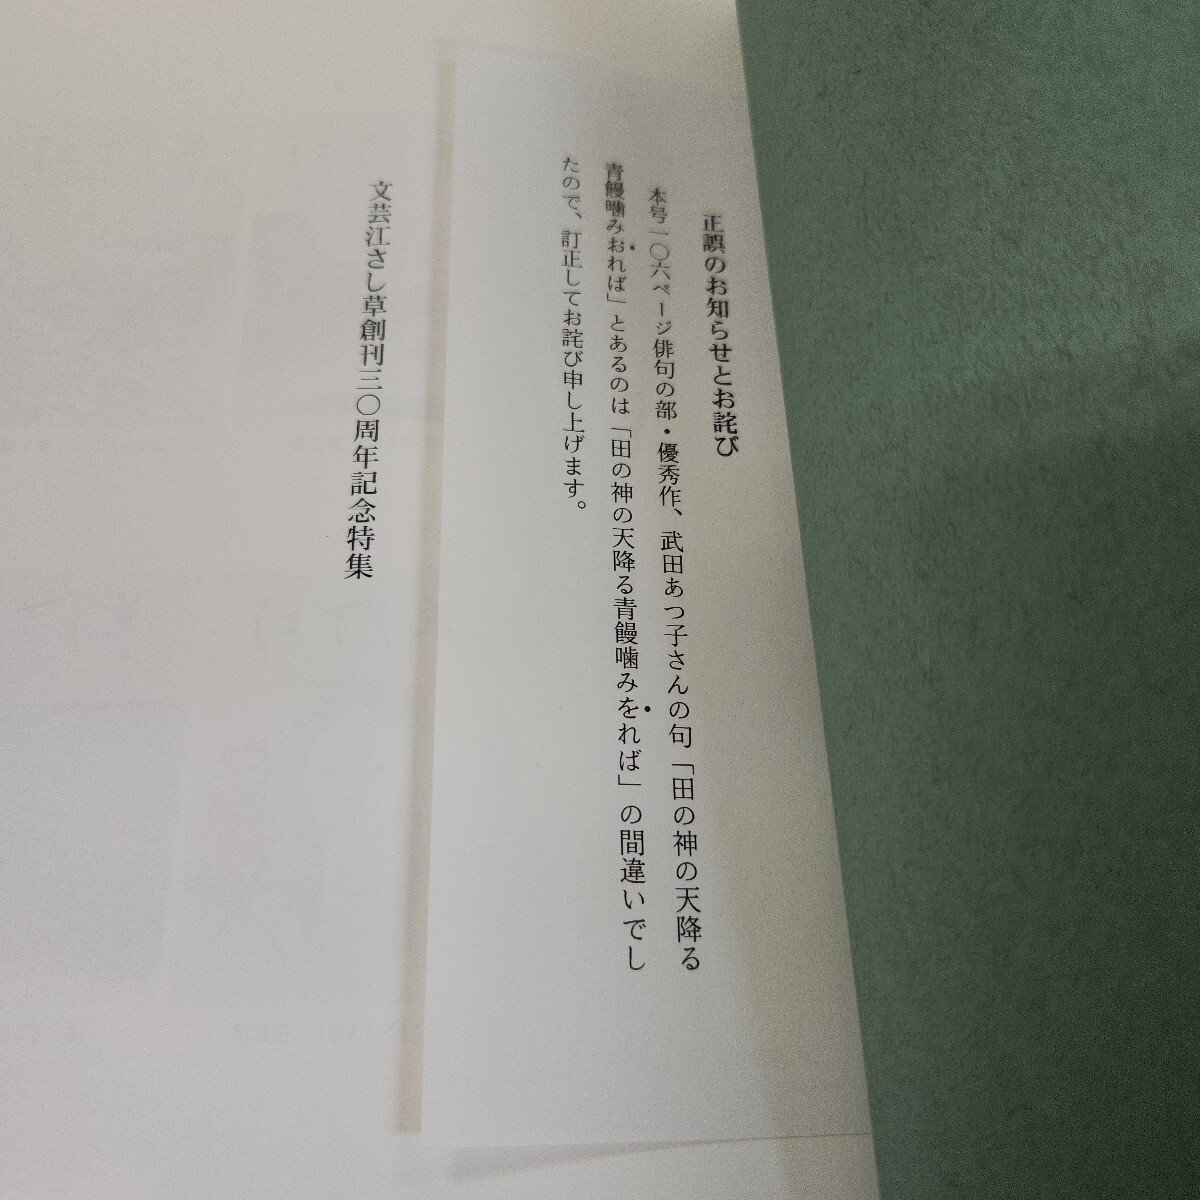 正誤のお知らせとお詫び
本号一〇六ページ俳句の部・優秀作、武田あつ子さんの句「田の神の天降る
青饅噛みおれば」とあるのは「田の神の天降る青饅噛みをれば」の間違いでし
たので、訂正してお詫び申し上げます。
文芸江さし草創刊三〇周年記念特集